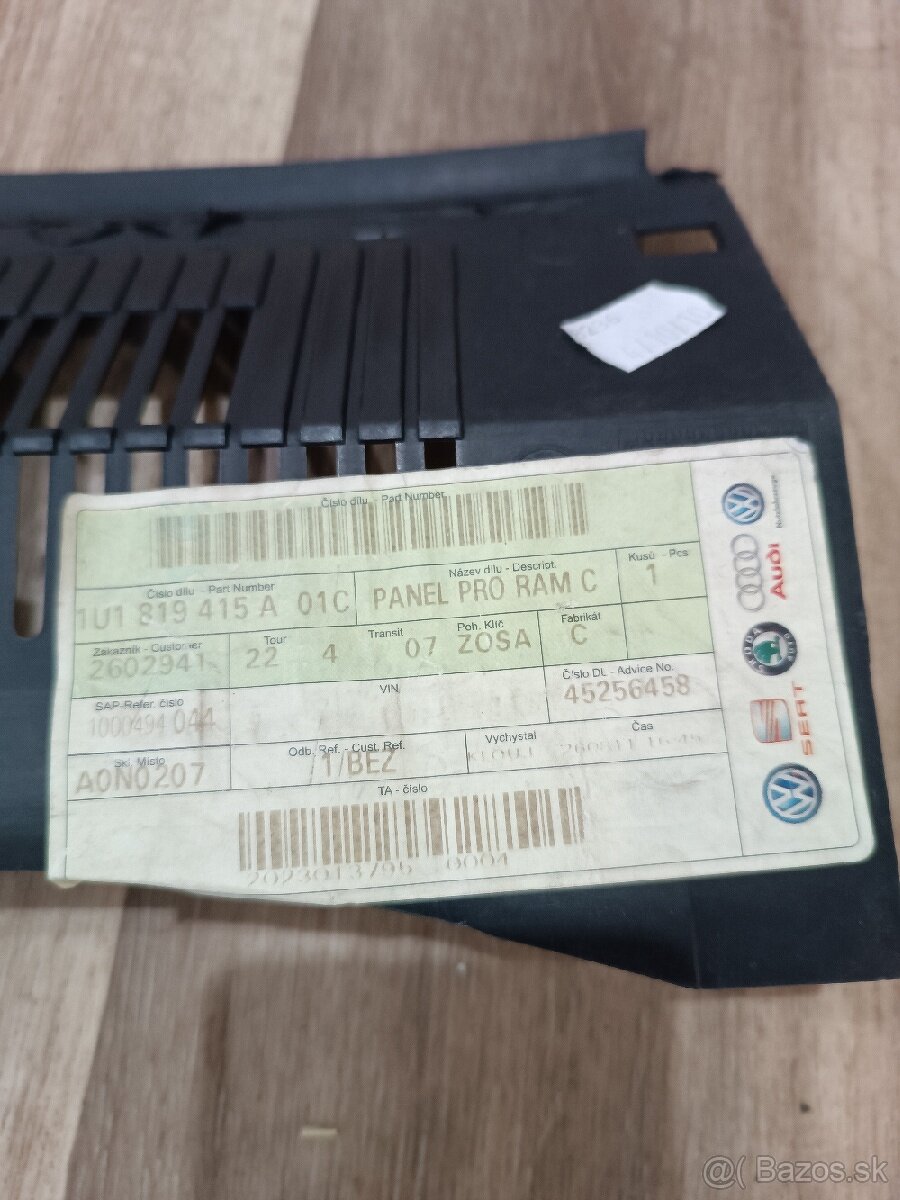 Číslo dílu - Part Number
Číslo dílu - Part Number
1U1 819 415 A 01C
Název dílu - Descript.
PANEL PRO RAM C
Kusů - Pcs
1
Zakazník - Customer
2602941
Tour
22 4
Transit
07
Poh. Klíč
ZOSA
Fabrikát
C
SAP-Refer. číslo
1000494 044
VIN
Číslo DL - Advice No.
45256458
Skl. Místo
A0N0207
Odb. Ref. - Cust. Ref.
/1/BEZ
Vychystal
Čas
TA - číslo
2023013795 0004
Audi
SKODA
SEAT
@( Bazos.sk